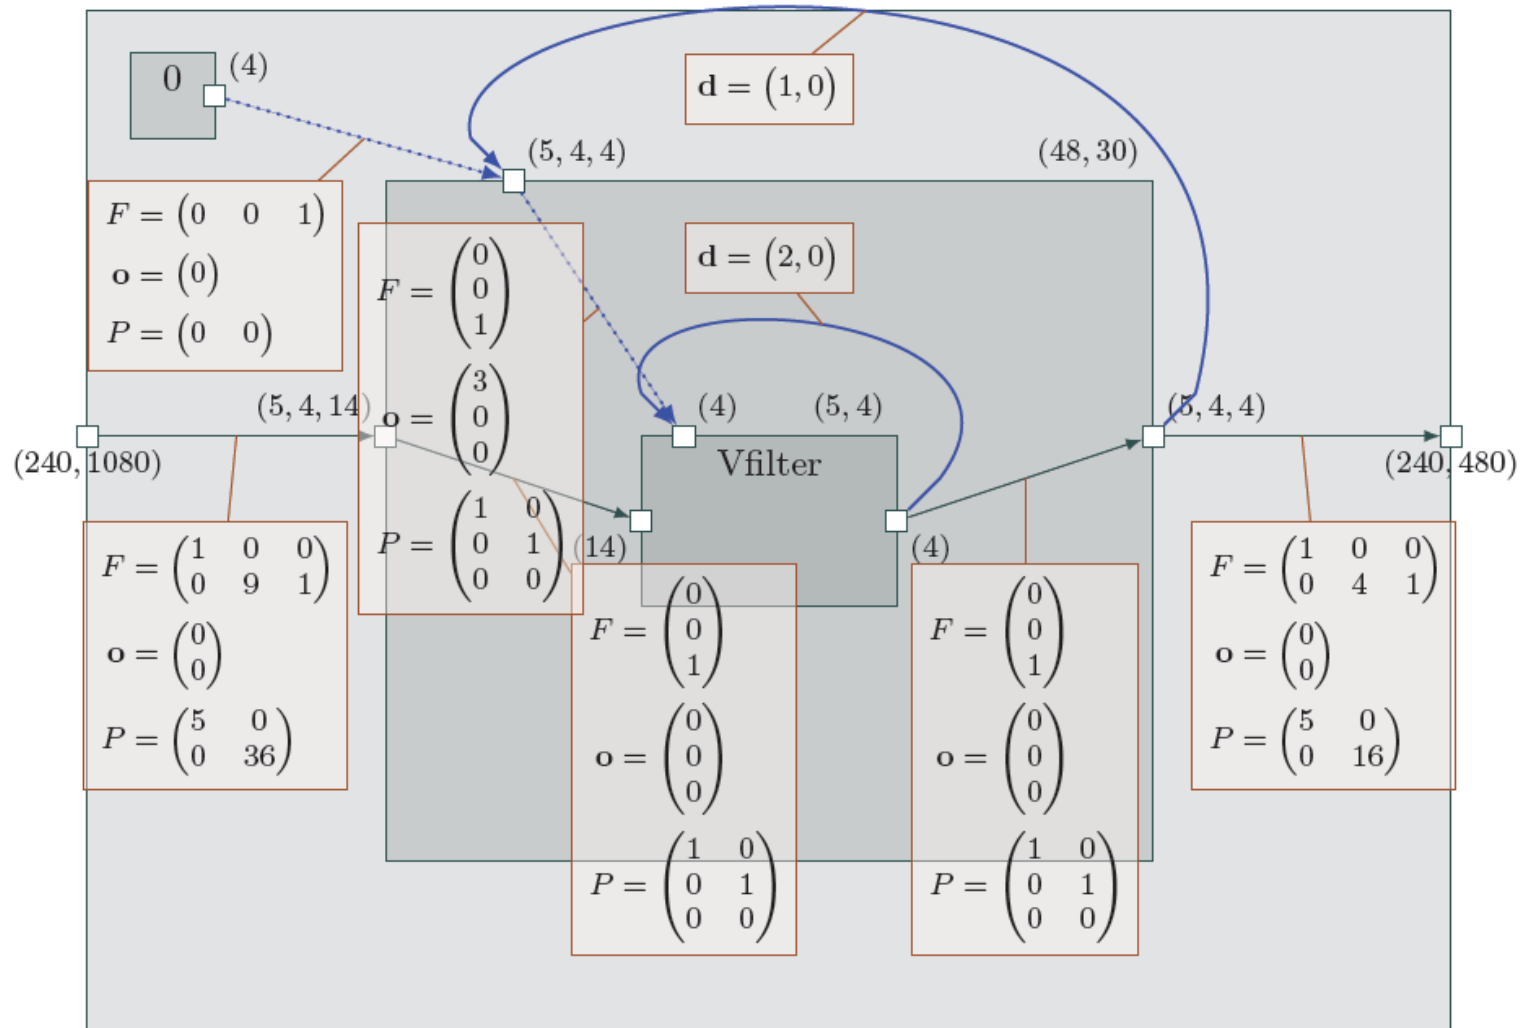 0
(4)
d = (1, 0)
(5, 4, 4)
(48, 30)
F = (0 0 1)
o = (0)
P = (0 0)
F = (0
0
1)
o = (3
0
0)
P = (1 0
0 1
0 0)
d = (2, 0)
(5, 4, 14)
(4)
(5, 4)
(5, 4, 4)
(240, 1080)
Vfilter
(240, 480)
(14)
(4)
F = (1 0 0
0 9 1)
o = (0
0)
P = (5 0
0 36)
F = (0
0
1)
o = (0
0
0)
P = (1 0
0 1
0 0)
F = (0
0
1)
o = (0
0
0)
P = (1 0
0 1
0 0)
F = (1 0 0
0 4 1)
o = (0
0)
P = (5 0
0 16)